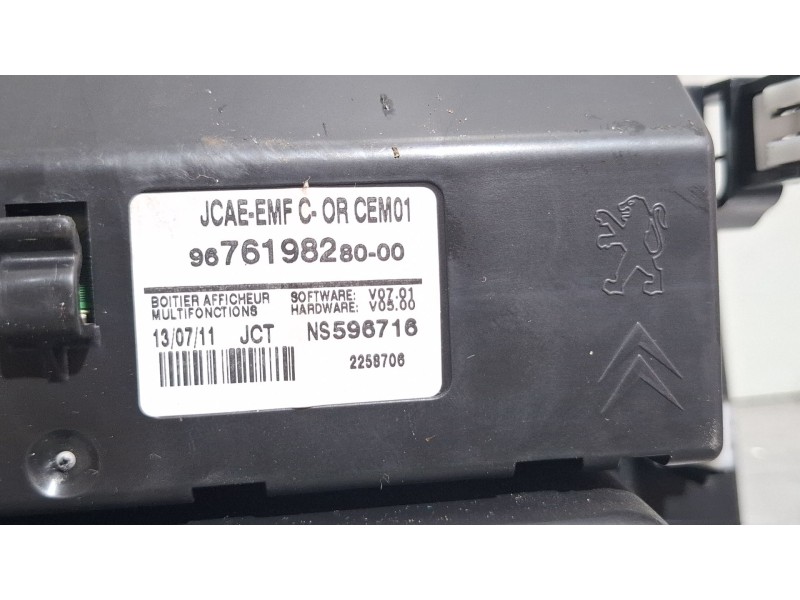 JCAE-EMF C- OR CEM01
9676198280-00
BOITIER AFFICHEUR SOFTWARE: V07.01
MULTIFONCTIONS HARDWARE: V05.00
13/07/11 JCT NS596716
2258706